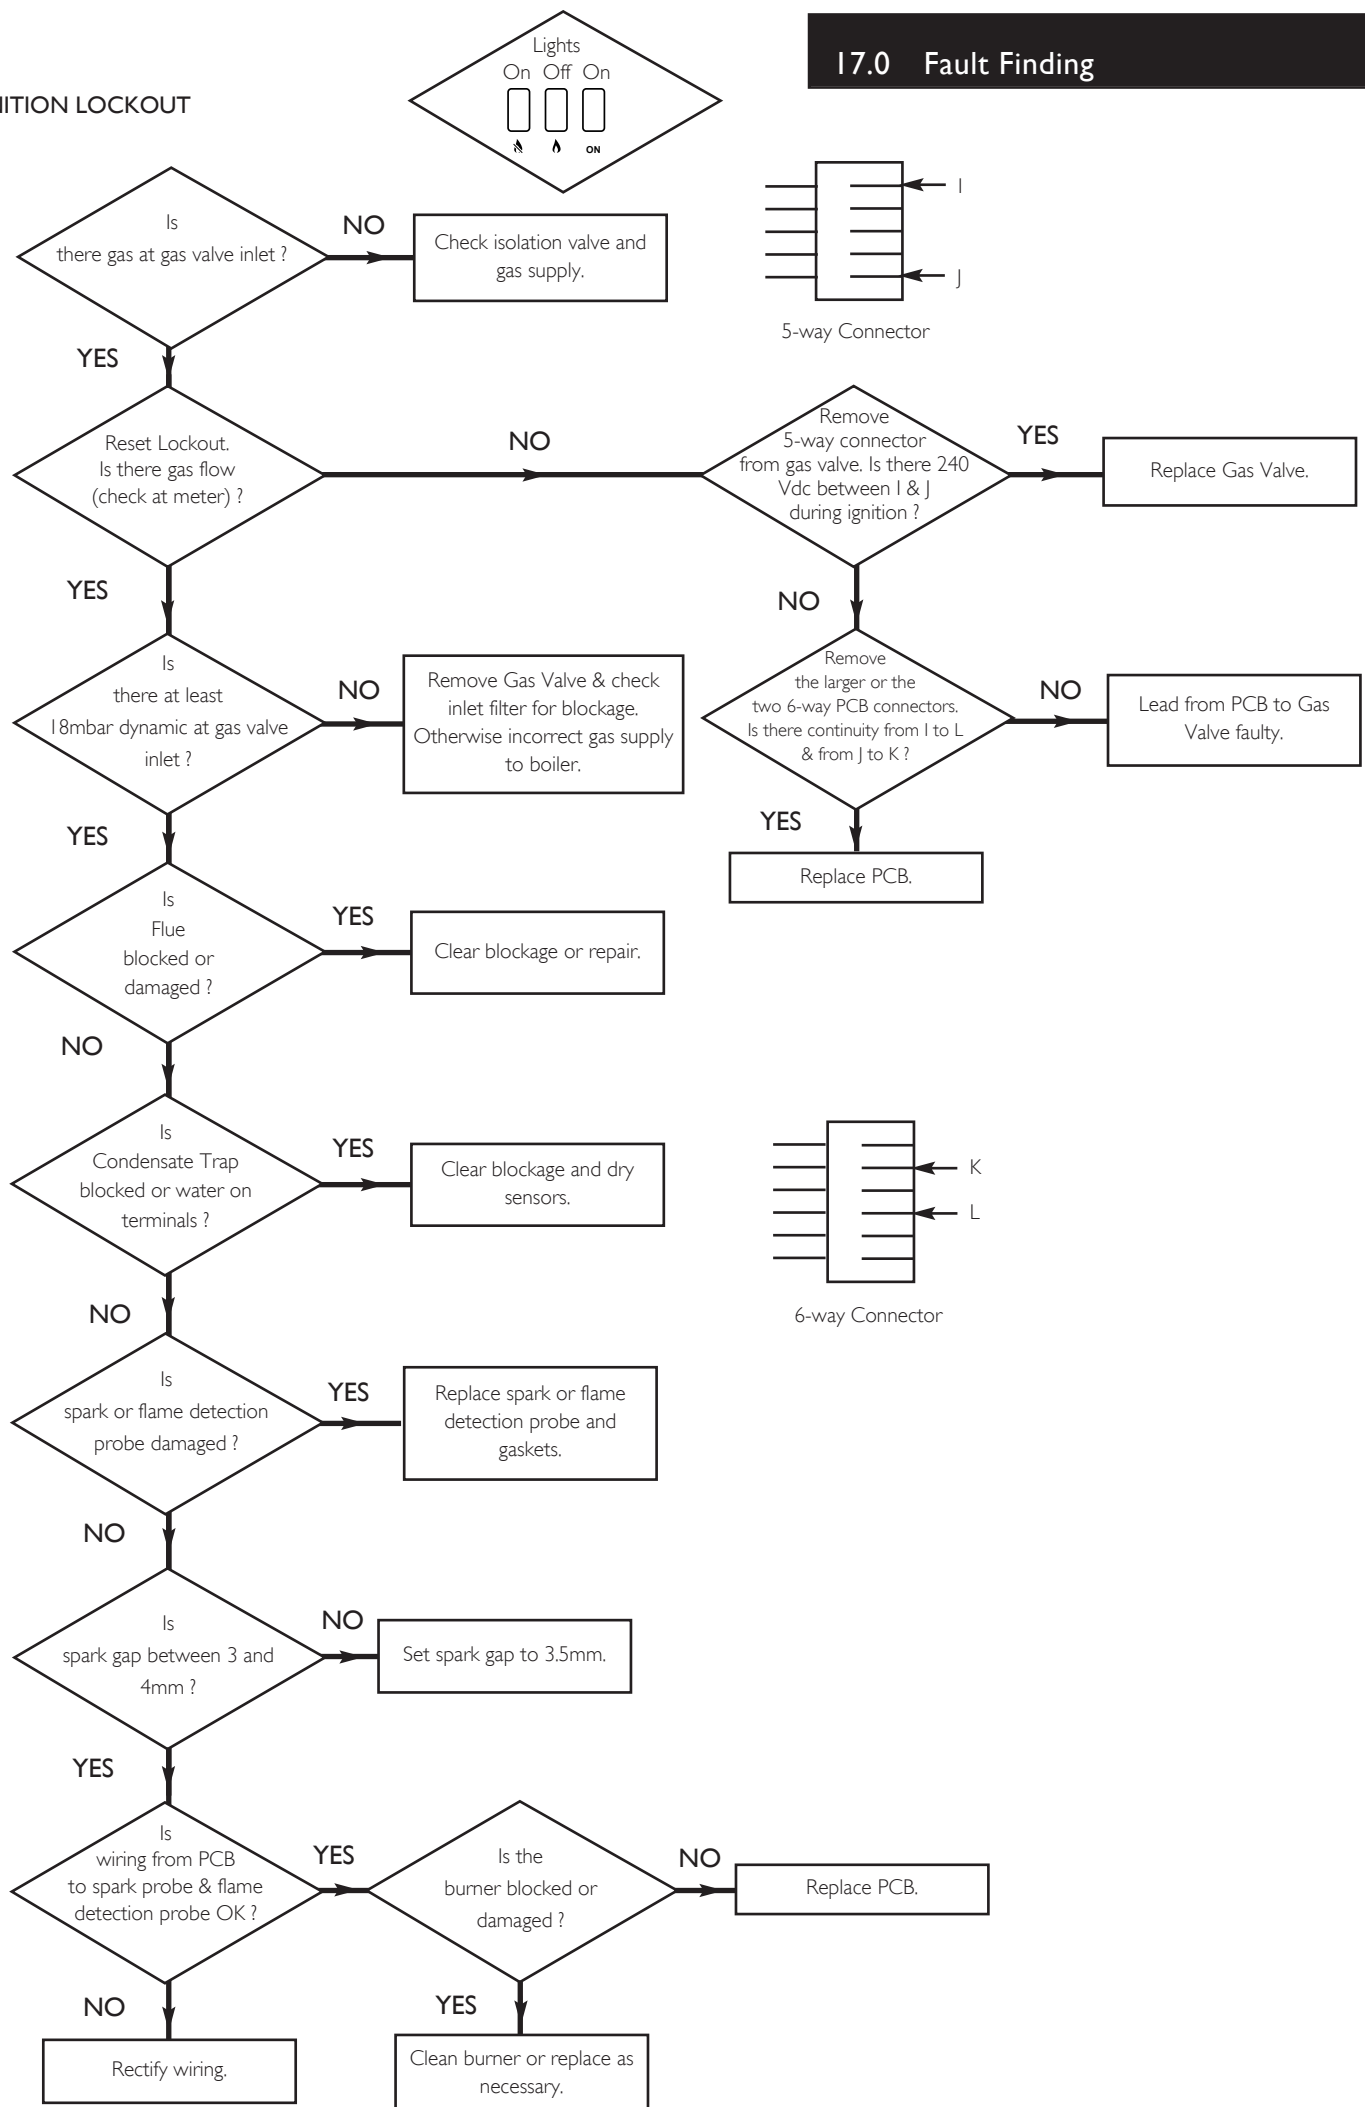 17.0 Fault Finding
NITION LOCKOUT
Lights
On Off On
ON
Is
there gas at gas valve inlet ?
NO
Check isolation valve and
gas supply.
I
J
5-way Connector
YES
Reset Lockout.
Is there gas flow
(check at meter) ?
NO
Remove
5-way connector
from gas valve. Is there 240
Vdc between I & J
during ignition ?
YES
Replace Gas Valve.
YES
NO
Is
there at least
18mbar dynamic at gas valve
inlet ?
NO
Remove Gas Valve & check
inlet filter for blockage.
Otherwise incorrect gas supply
to boiler.
Remove
the larger or the
two 6-way PCB connectors.
Is there continuity from I to L
& from J to K ?
NO
Lead from PCB to Gas
Valve faulty.
YES
YES
Replace PCB.
Is
Flue
blocked or
damaged ?
YES
Clear blockage or repair.
NO
Is
Condensate Trap
blocked or water on
terminals ?
YES
Clear blockage and dry
sensors.
K
L
6-way Connector
NO
Is
spark or flame detection
probe damaged ?
YES
Replace spark or flame
detection probe and
gaskets.
NO
Is
spark gap between 3 and
4mm ?
NO
Set spark gap to 3.5mm.
YES
Is
wiring from PCB
to spark probe & flame
detection probe OK ?
YES
Is the
burner blocked or
damaged ?
NO
Replace PCB.
NO
YES
Rectify wiring.
Clean burner or replace as
necessary.